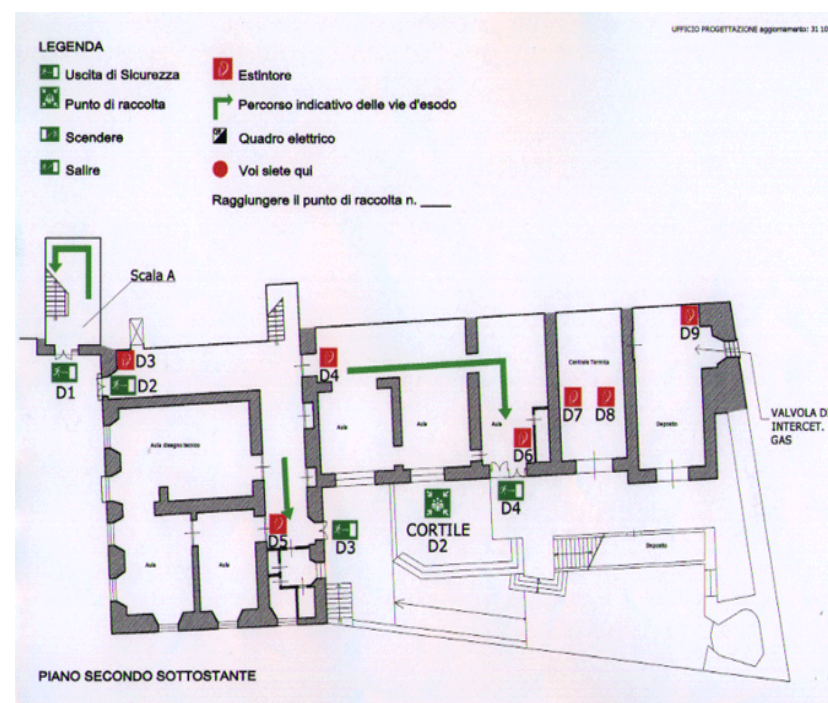 UFFICIO PROGETTAZIONE aggiornamento: 31 10
LEGENDA
Uscita di Sicurezza
Punto di raccolta
Scendere
Salire
Estintore
Percorso indicativo delle vie d'esodo
QE
Quadro elettrico
Voi siete qui
Raggiungere il punto di raccolta n. ____
Scala A
D1
D3
D2
D4
D9
Centrale Termica
D7
D8
VALVOLA DI
INTERCET.
GAS
Aula
Aula
Aula
Deposito
Aula disegno tecnico
D6
D4
CORTILE
D2
D5
D3
Deposito
Aula
Aula
PIANO SECONDO SOTTOSTANTE